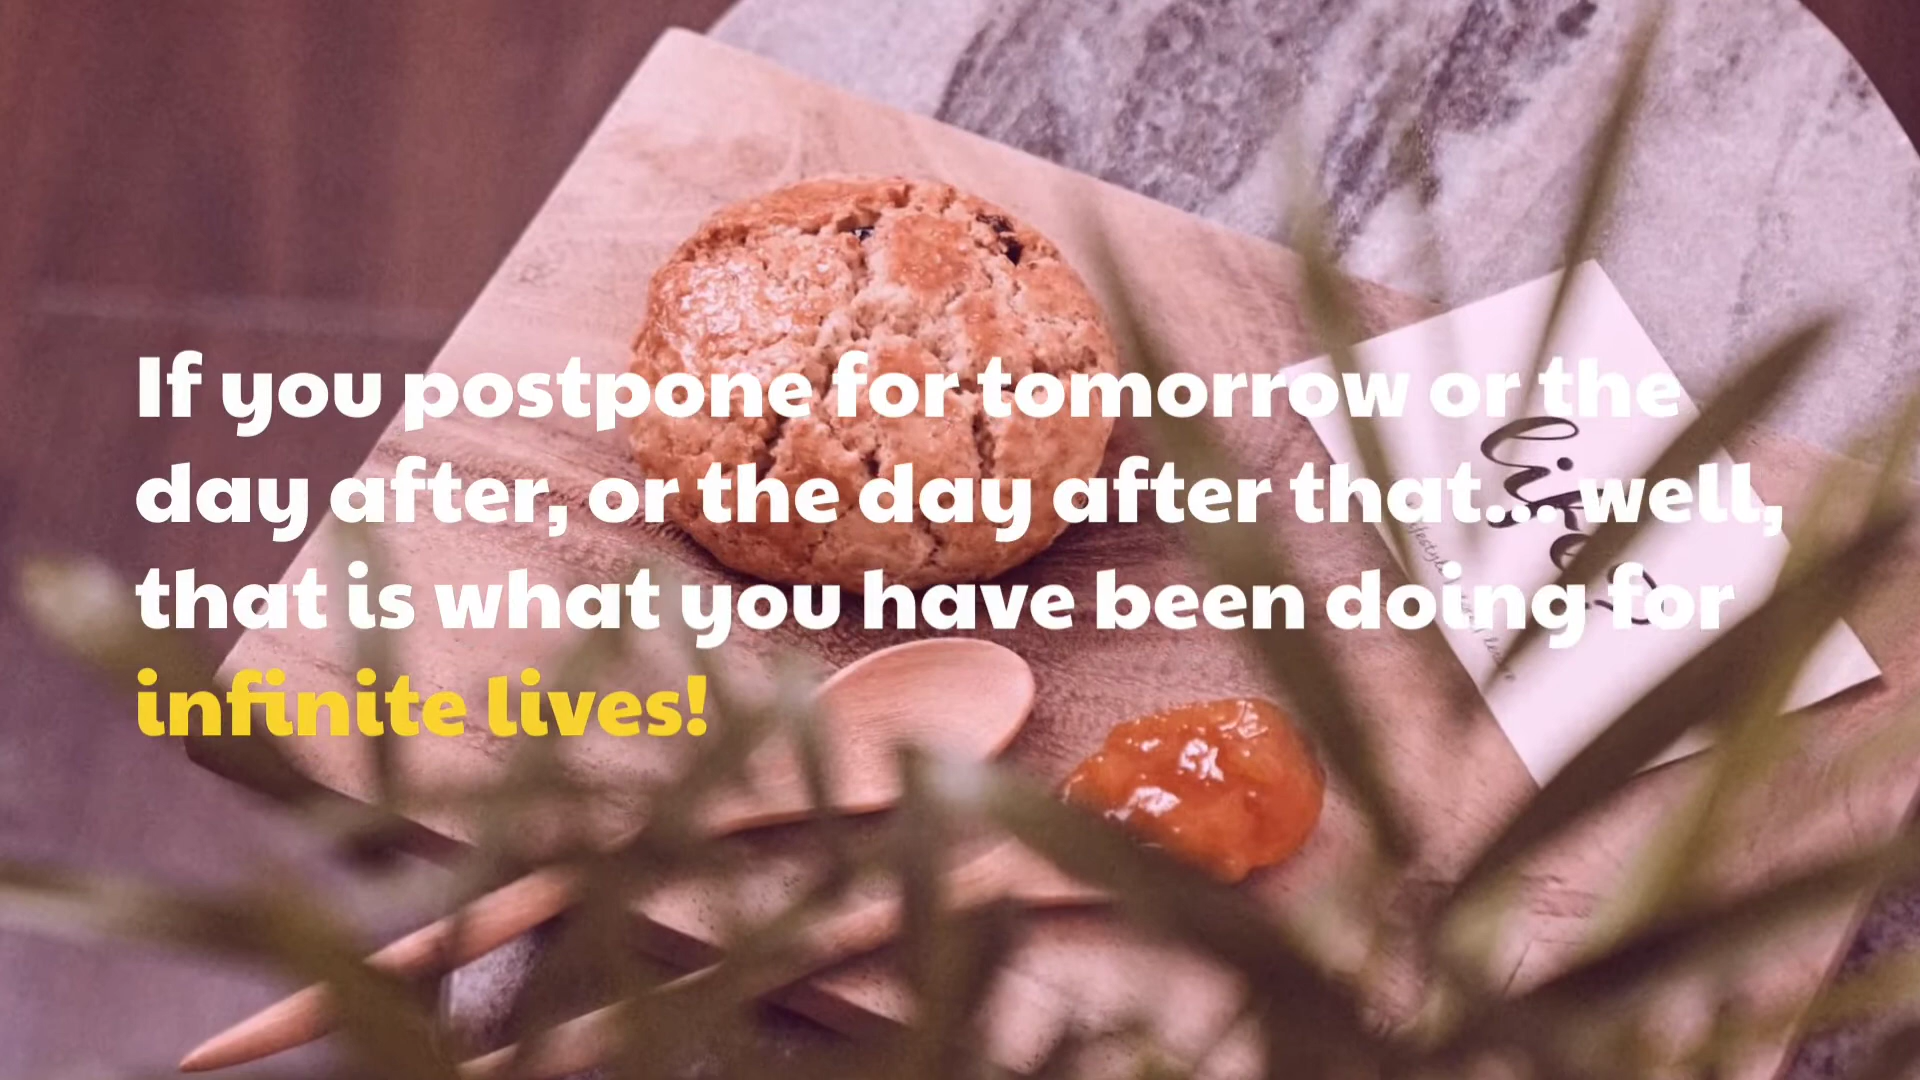 If you postpone for tomorrow or the
day after, or the day after that... well,
that is what you have been doing for
infinite lives!